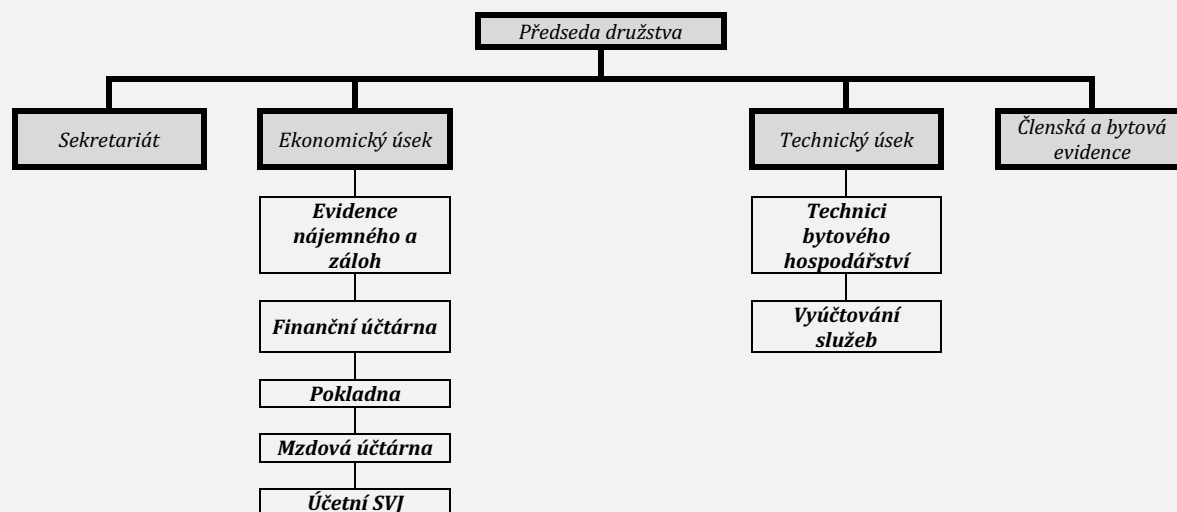 Předseda družstva
Sekretariát
Ekonomický úsek
Technický úsek
Členská a bytová
evidence
Evidence
nájemného a
záloh
Technici
bytového
hospodářství
Finanční účtárna
Vyúčtování
služeb
Pokladna
Mzdová účtárna
Účetní SVJ